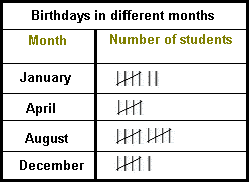 Birthdays in different months
Month Number of students
January
April
August
December